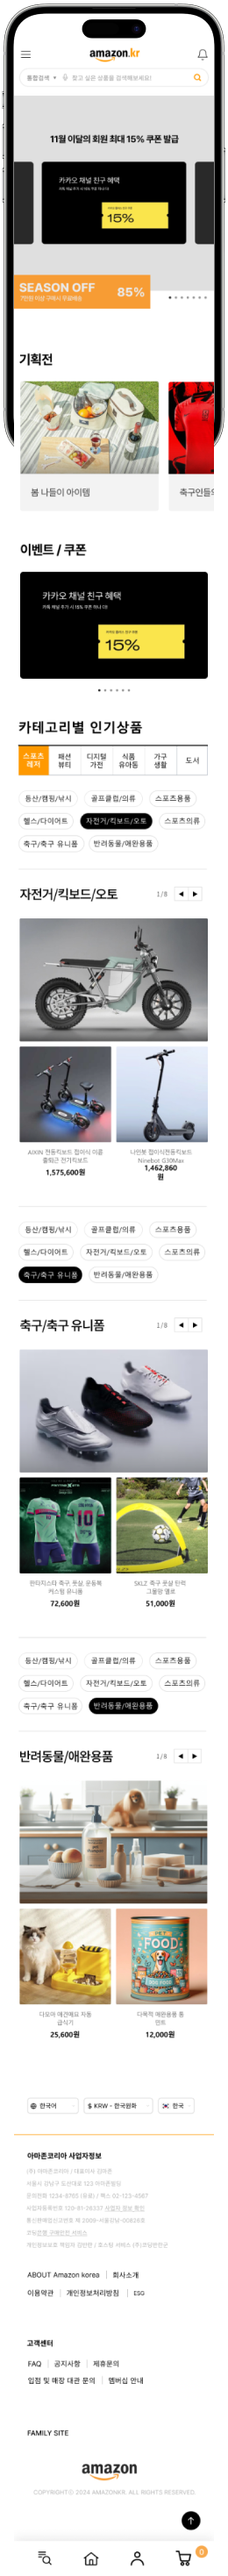 amazon.kr
통합검색 ▼ 찾고 싶은 상품을 검색해보세요!
11월 이달의 회원 최대 15% 쿠폰 발급
카카오 채널 친구 혜택
15%
SEASON OFF
85%
기획전
봄 나들이 아이템
축구인들의
이벤트 / 쿠폰
카카오 채널 친구 혜택
15%
카테고리별 인기상품
스포츠 레저
패션 뷰티
디지털 가전
식품 유아동
가구 생활
도서
등산/캠핑/낚시
골프클럽/의류
스포츠용품
헬스/다이어트
자전거/킥보드/오토
스포츠의류
축구/축구 유니폼
반려동물/애완용품
자전거/킥보드/오토
1/8
AIXIN 전동킥보드 접이식 이륜
출퇴근 전기킥보드
1,575,600원
나인봇 접이식전동킥보드
Ninebot G30Max
1,462,860
원
등산/캠핑/낚시
골프클럽/의류
스포츠용품
헬스/다이어트
자전거/킥보드/오토
스포츠의류
축구/축구 유니폼
반려동물/애완용품
축구/축구 유니폼
1/9
판타지스타 축구, 풋살, 운동복
커스텀 유니폼
72,600원
SKLZ 축구 풋살 탄력
그물망 옐로
51,000원
등산/캠핑/낚시
골프클럽/의류
스포츠용품
헬스/다이어트
자전거/킥보드/오토
스포츠의류
축구/축구 유니폼
반려동물/애완용품
반려동물/애완용품
1/6
FOOD
다모아 애견해요 자동
급식기
25,600원
다목적 애완용품 통
민트
12,000원
한국어
$ KRW - 한국원화
한국
아마존코리아 사업자정보
ABOUT Amazon korea
회사소개
이용약관
개인정보처리방침
ESG
고객센터
FAQ
공지사항
제휴문의
입점 및 매장 대관 문의
멤버십 안내
FAMILY SITE
amazon
COPYRIGHTⓒ 2024 AMAZONKR. ALL RIGHTS RESERVED.
0